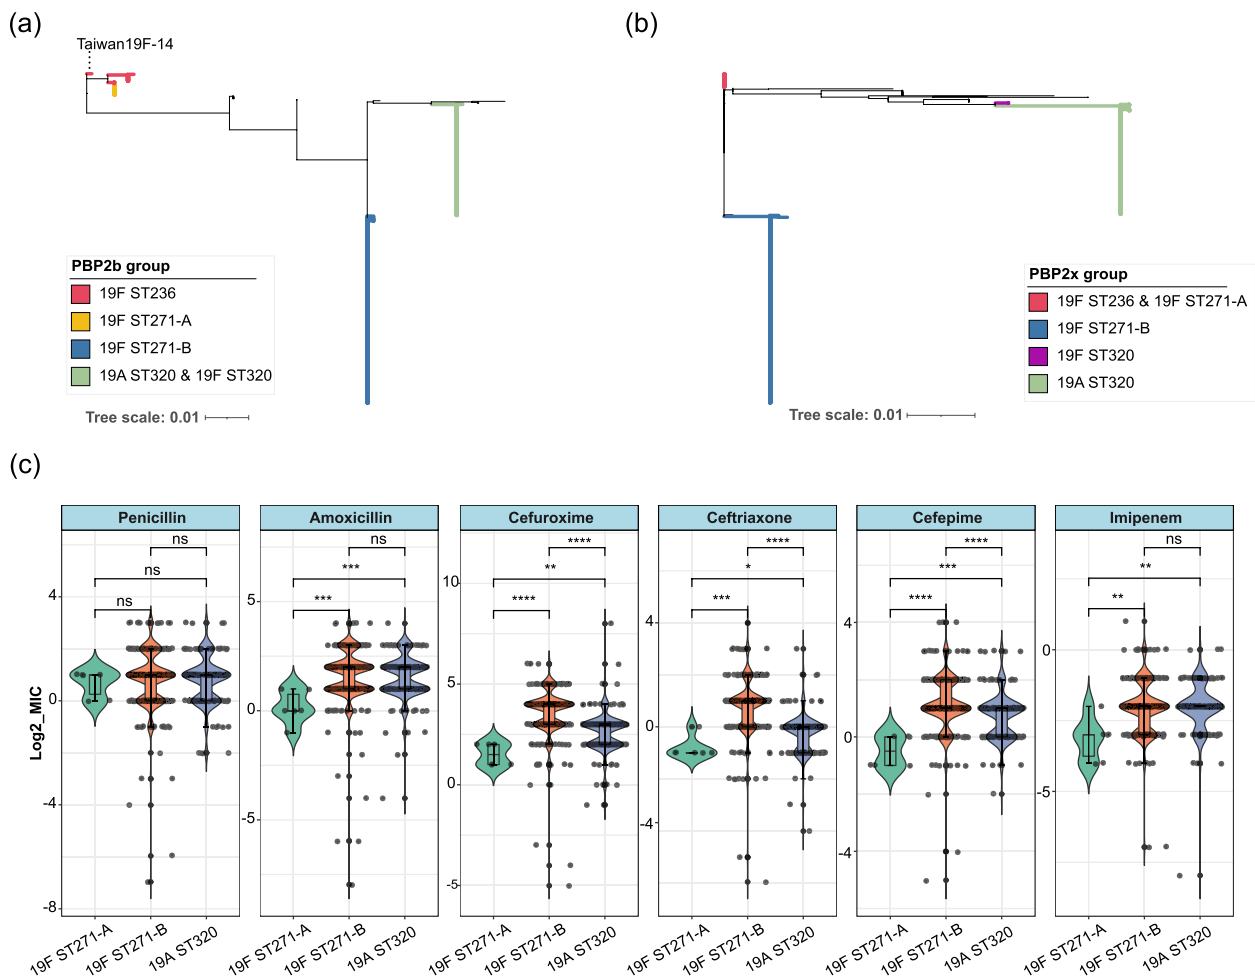 (a)
Taiwan19F-14
PBP2b group
19F ST236
19F ST271-A
19F ST271-B
19A ST320 & 19F ST320
Tree scale: 0.01
(b)
PBP2x group
19F ST236 & 19F ST271-A
19F ST271-B
19F ST320
19A ST320
Tree scale: 0.01
(c)
Log2_MIC
Penicillin
ns
ns
ns
4
0
-4
-8
19F ST271-A
19F ST271-B
19A ST320
Amoxicillin
ns
***
***
5
0
-5
19F ST271-A
19F ST271-B
19A ST320
Cefuroxime
****
**
****
10
5
0
-5
19F ST271-A
19F ST271-B
19A ST320
Ceftriaxone
****
*
***
4
0
-4
19F ST271-A
19F ST271-B
19A ST320
Cefepime
****
***
****
4
0
-4
19F ST271-A
19F ST271-B
19A ST320
Imipenem
ns
**
**
0
-5
19F ST271-A
19F ST271-B
19A ST320